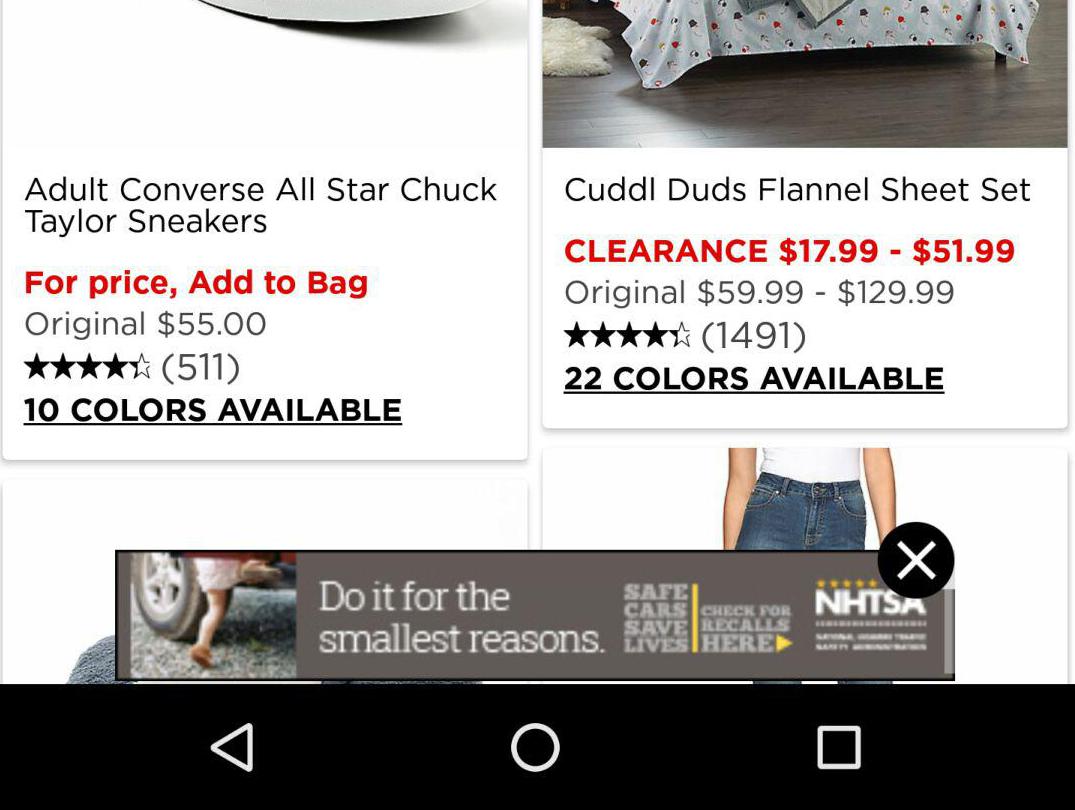 Adult Converse All Star Chuck
Taylor Sneakers
For price, Add to Bag
Original $55.00
(511)
10 COLORS AVAILABLE
Cuddl Duds Flannel Sheet Set
CLEARANCE $17.99 - $51.99
Original $59.99 - $129.99
(1491)
22 COLORS AVAILABLE
Do it for the
smallest reasons.
SAFE
CARS
SAVE
LIVES
CHECK FOR
RECALLS
HERE
NHTSA